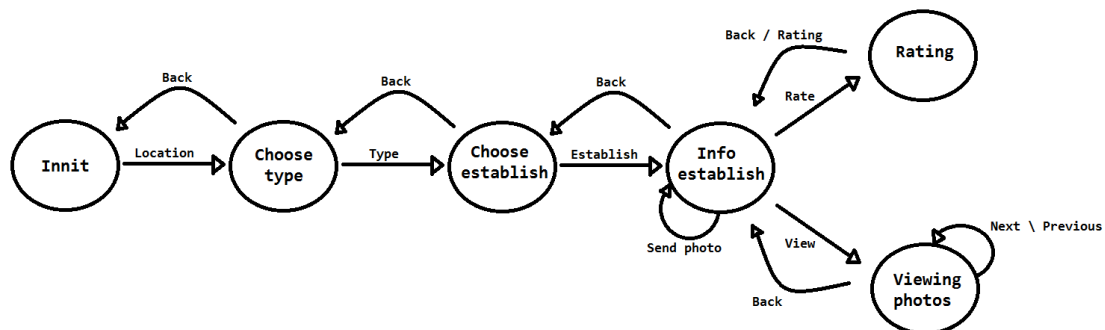 Back / Rating
Rating
Back
Back
Back
Rate
Innit
Location
Choose
type
Type
Choose
establish
Establish
Info
establish
Send photo
View
Next \ Previous
Back
Viewing
photos